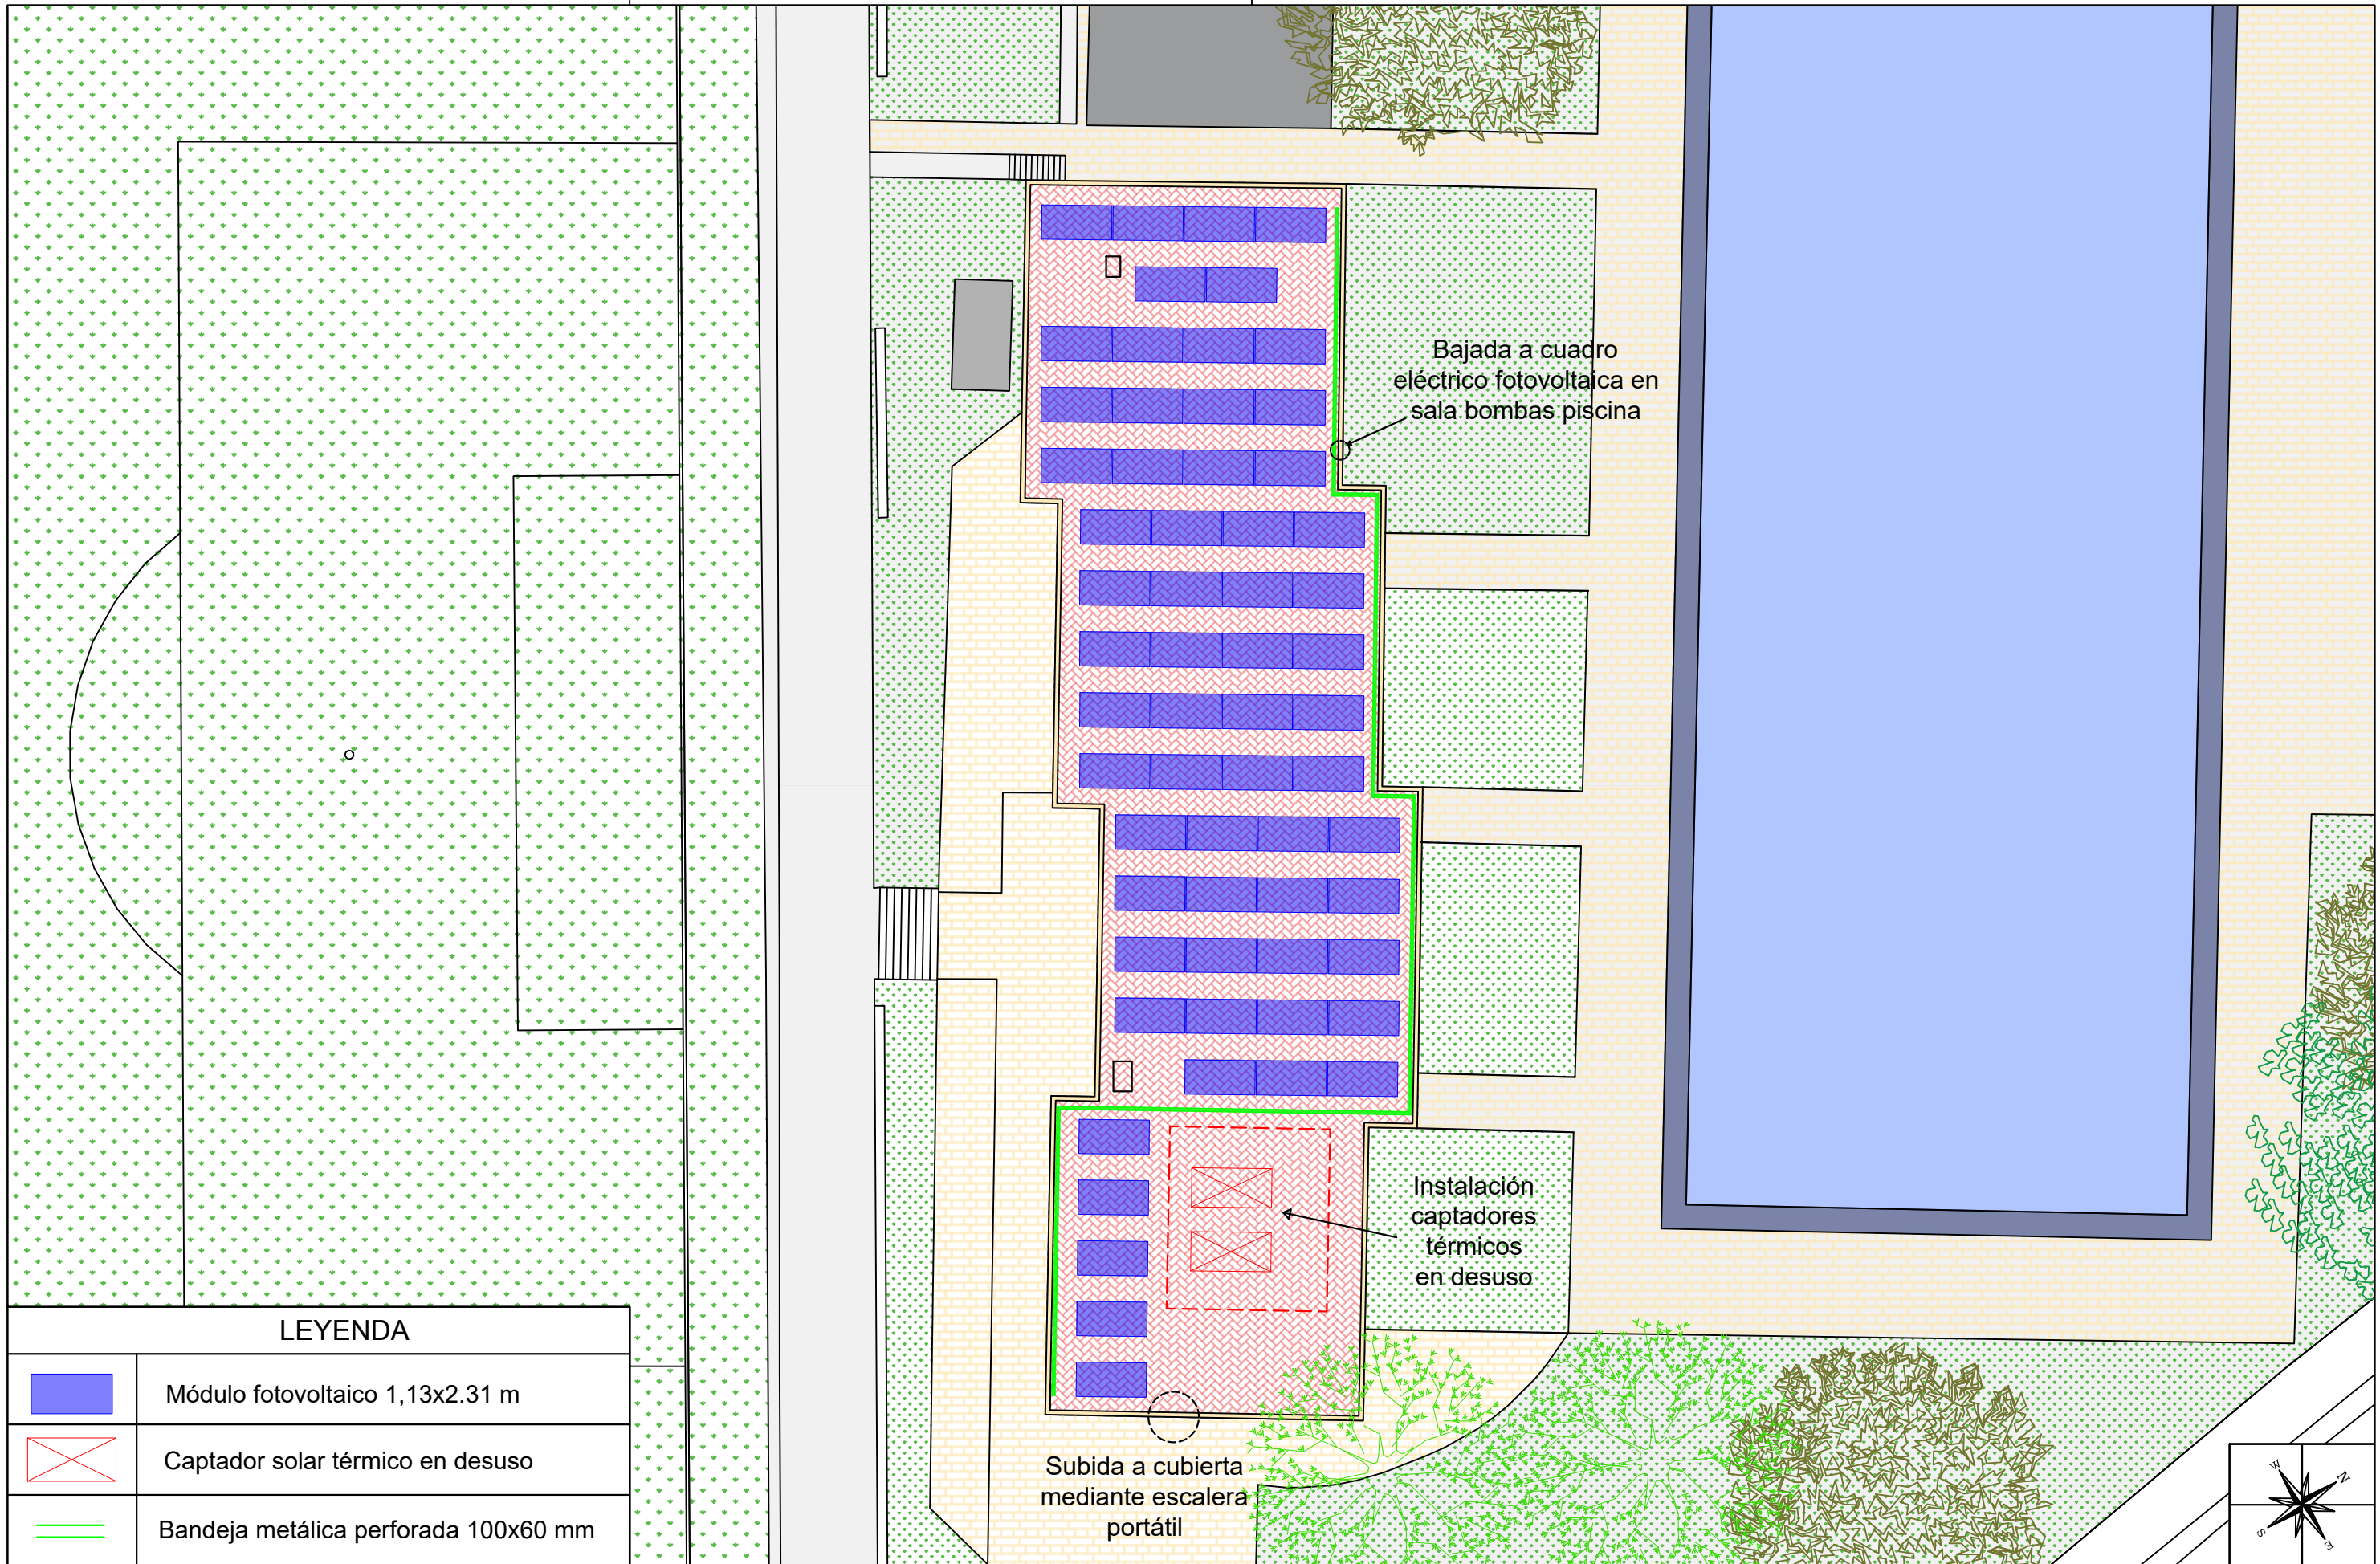 Bajada a cuadro
eléctrico fotovoltaica en
sala bombas piscina
Instalación
captadores
térmicos
en desuso
Subida a cubierta
mediante escalera
portátil
LEYENDA
Módulo fotovoltaico 1,13x2.31 m
Captador solar térmico en desuso
Bandeja metálica perforada 100x60 mm
W
N
S
E